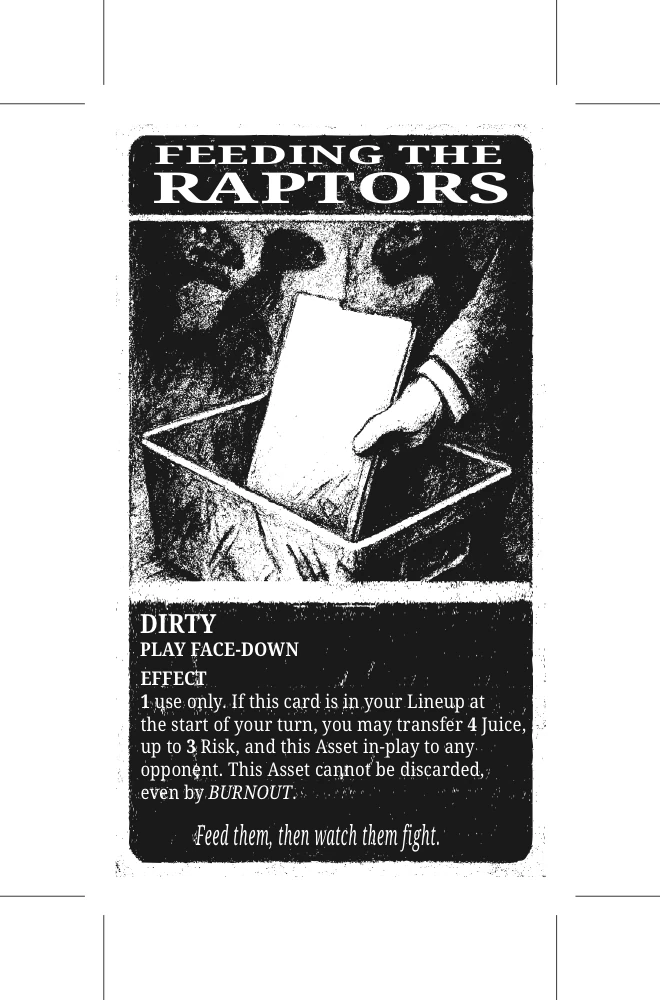 FEEDING THE
RAPTORS
DIRTY
PLAY FACE-DOWN
EFFECT
1 use only. If this card is in your Lineup at
the start of your turn, you may transfer 4 Juice,
up to 3 Risk, and this Asset in-play to any
opponent. This Asset cannot be discarded,
even by BURNOUT.
Feed them, then watch them fight.